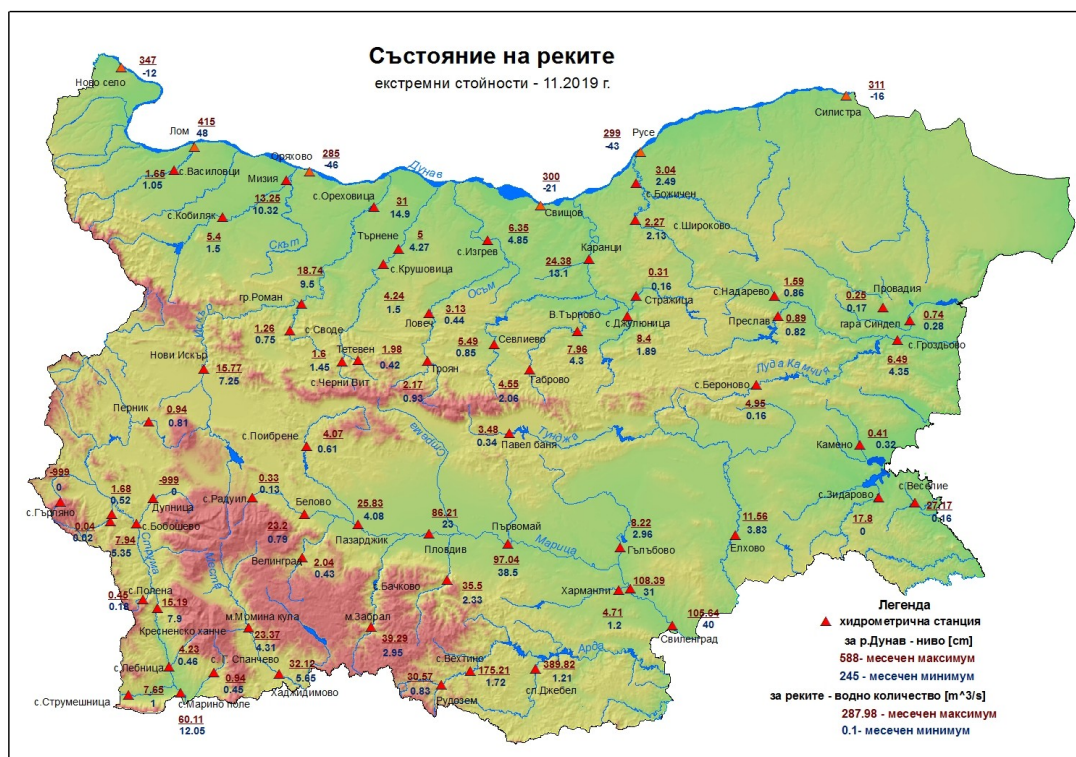 Състояние на реките
екстремни стойности - 11.2019 г.
347
-12
Ново село
311
-16
Силистра
415
48
Лом
с.Василовци
1.65
1.05
Оряхово
285
-46
Мизия
13.25
10.32
с.Кобиляк
5.4
1.5
Скът
с.Ореховица
31
14.9
Дунав
300
-21
Свищов
299
-43
Русе
3.04
2.49
с.Божичен
2.27
2.13
с.Широково
Търнене
5
4.27
с.Крушовица
4.24
1.5
6.35
4.85
с.Изгрев
Каранци
24.38
13.1
18.74
9.5
гр.Роман
Искър
Осъм
3.13
0.44
Ловеч
0.31
0.16
Стражица
с.Надарево
1.59
0.86
Провадия
0.25
0.17
0.74
0.28
гара Синдел
Преслав
0.89
0.82
с.Гроздьово
6.49
4.35
1.26
0.75
с.Своде
Тетевен
1.6
1.45
с.Черни Вит
1.98
0.42
Троян
2.17
0.93
5.49
0.85
Севлиево
В.Търново
7.96
4.3
с.Джулюница
8.4
1.89
4.55
2.06
Габрово
Нови Искър
15.77
7.25
Луда Камчия
с.Бероново
4.95
0.16
Перник
0.94
0.81
с.Поибрене
4.07
0.61
Стряма
3.48
0.34
Павел баня
Тунджа
Камено
0.41
0.32
-999
0
с.Гърляно
1.68
0.52
-999
0
Дупница
с.Бобошево
0.04
0.02
7.94
5.35
с.Радуил
0.33
0.13
Белово
23.2
0.79
25.83
4.08
Пазарджик
86.21
23
Пловдив
Първомай
97.04
38.5
Марица
8.22
2.96
Гълъбово
11.56
3.83
Елхово
с.Зидарово
17.8
0
с.Веселие
27.17
0.16
Струма
Места
Велинград
2.04
0.43
с.Бачково
35.5
2.33
Харманли
108.39
31
4.71
1.2
105.64
40
Свиленград
с.Полена
0.45
0.18
15.19
7.9
Кресненско ханче
м.Момина кула
23.37
4.31
м.Забрал
39.29
2.95
Арда
4.23
0.46
с.Лебница
с. Г. Спанчево
0.94
0.45
32.12
5.65
Хаджидимово
с.Вехтино
175.21
1.72
30.57
0.83
Рудозем
389.82
1.21
сл.Джебел
с.Струмешница
7.65
1
с.Марино поле
60.11
12.05
Легенда
хидрометрична станция
за р.Дунав - ниво [cm]
588- месечен максимум
245 - месечен минимум
за реките - водно количество [m^3/s]
287.98 - месечен максимум
0.1- месечен минимум